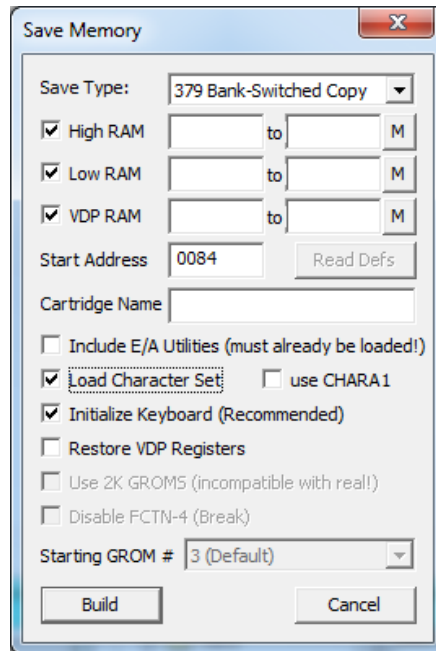 Save Memory
Save Type: 379 Bank-Switched Copy
High RAM to M
Low RAM to M
VDP RAM to M
Start Address 0084 Read Defs
Cartridge Name
Include E/A Utilities (must already be loaded!)
Load Character Set use CHARA1
Initialize Keyboard (Recommended)
Restore VDP Registers
Use 2K GROMS (incompatible with real!)
Disable FCTN-4 (Break)
Starting GROM # 3 (Default)
Build Cancel